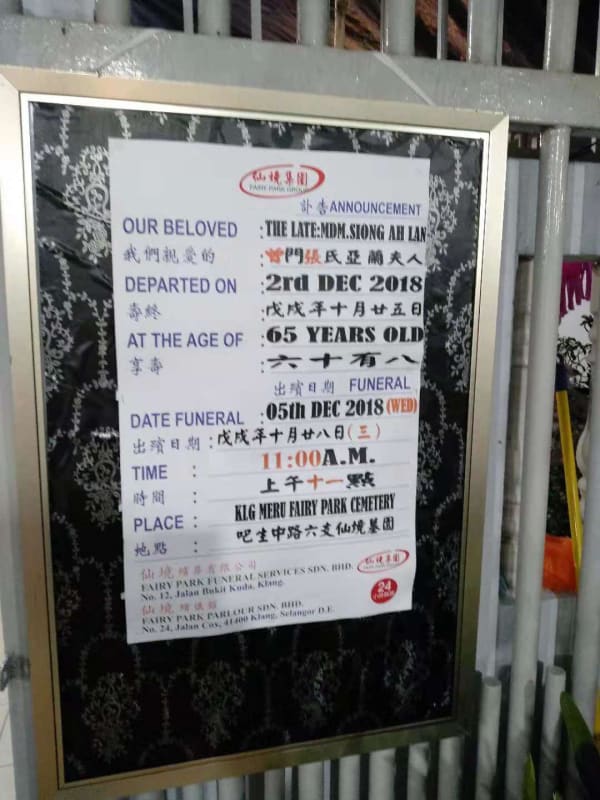 仙境集團
FAIRY PARK GROUP
訃告ANNOUNCEMENT
OUR BELOVED :THE LATE:MDM.SIONG AH LAN
我們親愛的 :門張氏亞蘭夫人
DEPARTED ON :2rd DEC 2018
壽終 :戊戌年十月廿五日
AT THE AGE OF :65 YEARS OLD
享壽 :六十有八
出殯日期 FUNERAL
DATE FUNERAL :05th DEC 2018(WED)
出殯日期:戊戌年十月廿八日(三)
TIME : 11:00A.M.
時間 : 上午十一點
PLACE : KLG MERU FAIRY PARK CEMETERY
地點 : 吧生中路六支仙境墓園
仙境殯葬有限公司
FAIRY PARK FUNERAL SERVICES SDN. BHD.
No. 12, Jalan Bukit Kuda, Klang.
仙境集團
仙境殯儀館
FAIRY PARK PARLOUR SDN. BHD.
No. 24, Jalan Cox, 41400 Klang, Selangor D.E.
24